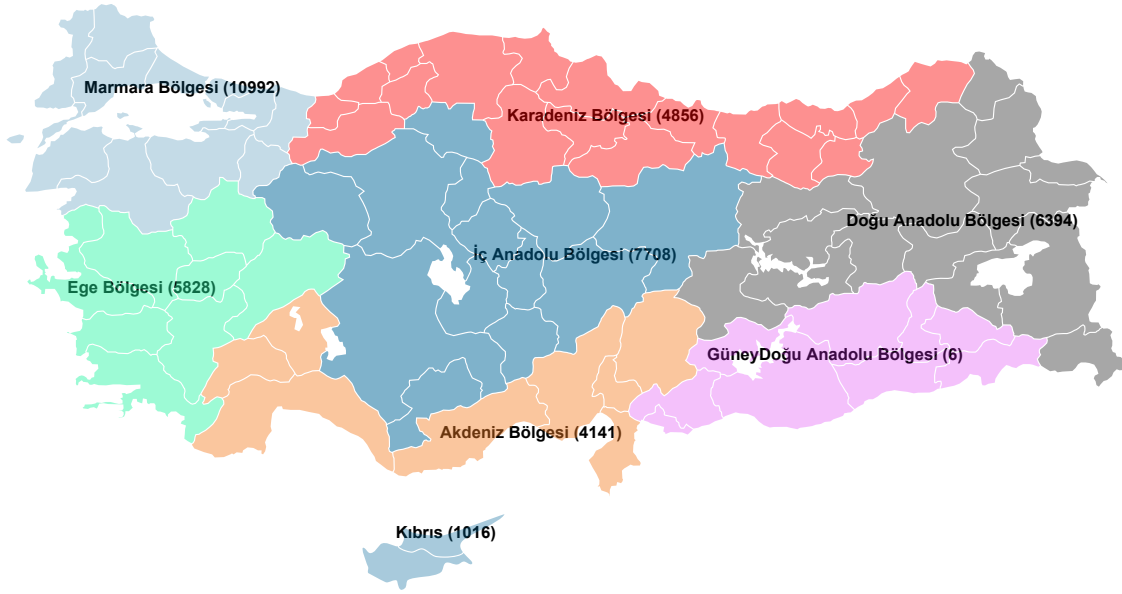 Marmara Bölgesi (10992)
Karadeniz Bölgesi (4856)
Doğu Anadolu Bölgesi (6394)
İç Anadolu Bölgesi (7708)
Ege Bölgesi (5828)
GüneyDoğu Anadolu Bölgesi (6)
Akdeniz Bölgesi (4141)
Kıbrıs (1016)